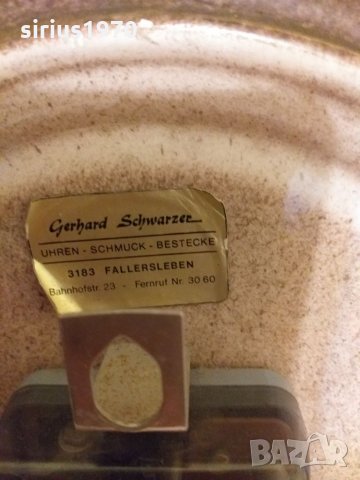 sirius1970
Gerhard Schwarzer
UHREN - SCHMUCK - BESTECKE
3183 FALLERSLEBEN
Bahnhofstr. 23 - Fernruf Nr. 30 60
BAZAR